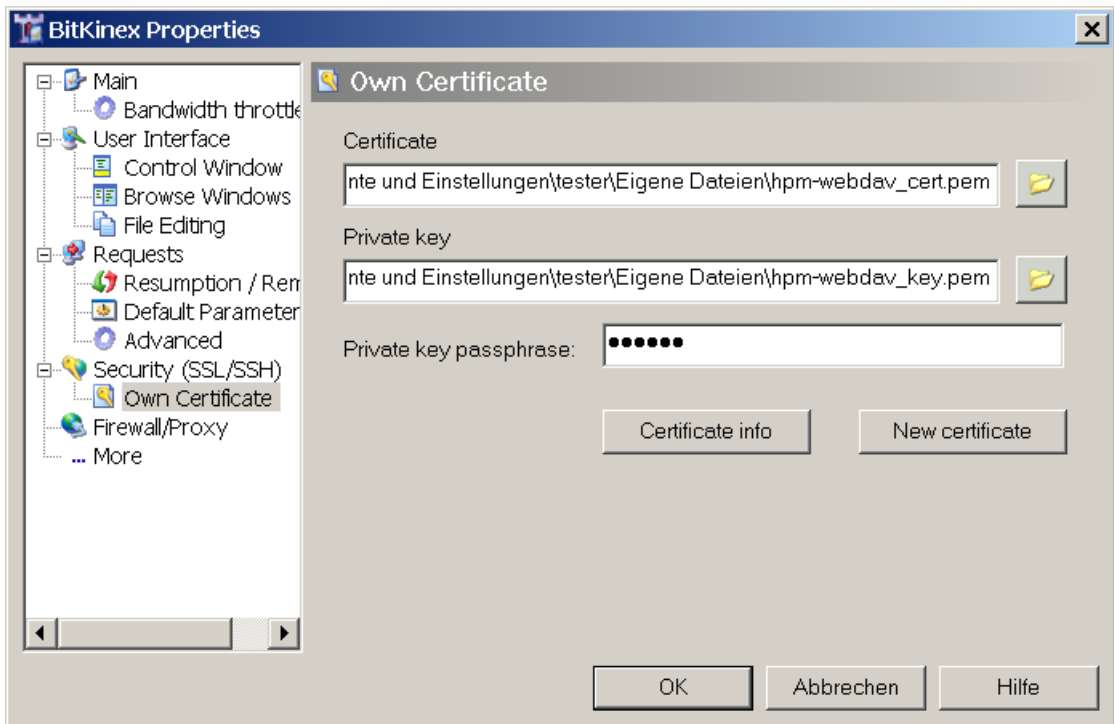 BitKinex Properties
Main
Bandwidth throttle
User Interface
Control Window
Browse Windows
File Editing
Requests
Resumption / Rem
Default Parameter
Advanced
Security (SSL/SSH)
Own Certificate
Firewall/Proxy
... More
Own Certificate
Certificate
nte und Einstellungen\tester\Eigene Dateien\hpm-webdav_cert.pem
Private key
nte und Einstellungen\tester\Eigene Dateien\hpm-webdav_key.pem
Private key passphrase: ●●●●●●
Certificate info New certificate
OK Abbrechen Hilfe